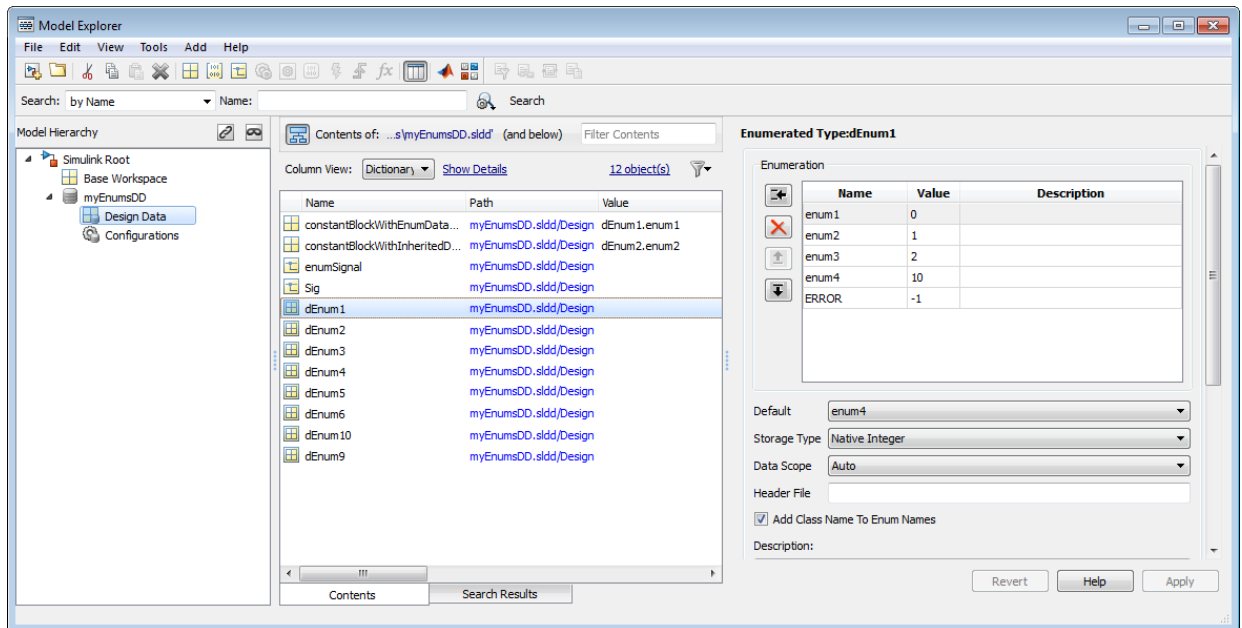 Model Explorer
File Edit View Tools Add Help
fx
Search: by Name Name: Search
Model Hierarchy
Simulink Root
Base Workspace
myEnumsDD
Design Data
Configurations
Contents of: ...s\myEnumsDD.sldd' (and below) Filter Contents
Column View: Dictionary Show Details 12 object(s)
Name Path Value
constantBlockWithEnumData... myEnumsDD.sldd/Design dEnum1.enum1
constantBlockWithInheritedD... myEnumsDD.sldd/Design dEnum2.enum2
enumSignal myEnumsDD.sldd/Design
Sig myEnumsDD.sldd/Design
dEnum1 myEnumsDD.sldd/Design
dEnum2 myEnumsDD.sldd/Design
dEnum3 myEnumsDD.sldd/Design
dEnum4 myEnumsDD.sldd/Design
dEnum5 myEnumsDD.sldd/Design
dEnum6 myEnumsDD.sldd/Design
dEnum10 myEnumsDD.sldd/Design
dEnum9 myEnumsDD.sldd/Design
Contents Search Results
Enumerated Type:dEnum1
Enumeration
Name Value Description
enum1 0
enum2 1
enum3 2
enum4 10
ERROR -1
Default enum4
Storage Type Native Integer
Data Scope Auto
Header File
Add Class Name To Enum Names
Description:
Revert Help Apply